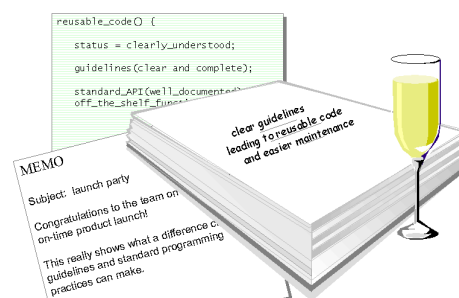 reusable_code() {
status = clearly_understood;
guidelines(clear and complete);
standard_API(well_documented)
off_the_shelf_
clear guidelines
leading to reusable code
and easier maintenance
MEMO
Subject: launch party
Congratulations to the team on
on-time product launch!
This really shows what a difference
guidelines and standard programming
practices can make.